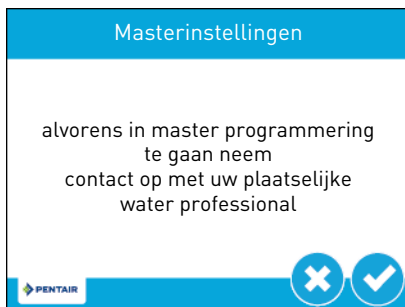 Masterinstellingen
alvorens in master programmering
te gaan neem
contact op met uw plaatselijke
water professional
PENTAIR